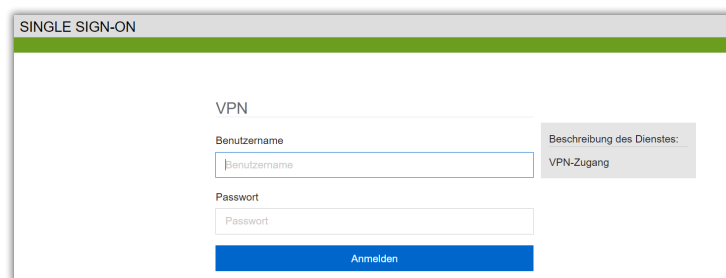 SINGLE SIGN-ON
VPN
Benutzername
Benutzername
Passwort
Passwort
Anmelden
Beschreibung des Dienstes:
VPN-Zugang